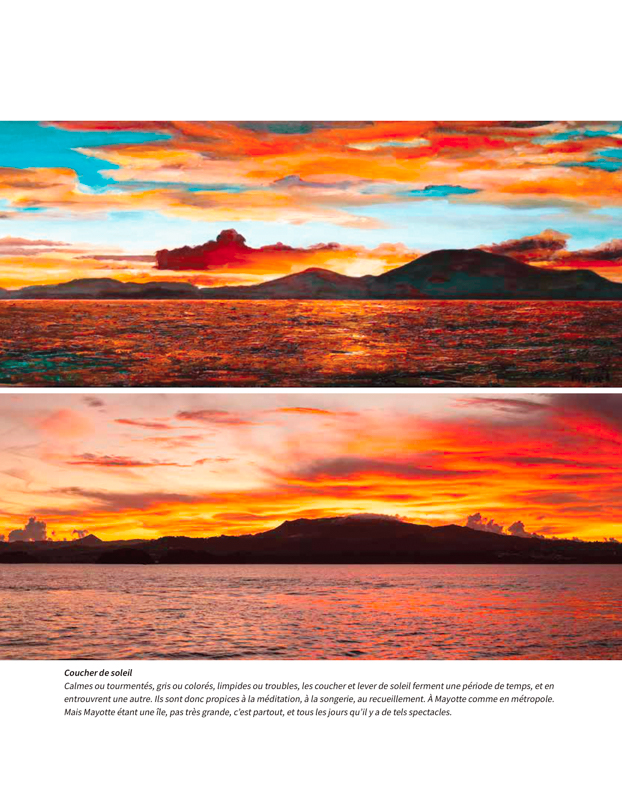 Coucher de soleil
Calmes ou tourmentés, gris ou colorés, limpides ou troubles, les coucher et lever de soleil ferment une période de temps, et en
entrouvrent une autre. Ils sont donc propices à la méditation, à la songerie, au recueillement. À Mayotte comme en métropole.
Mais Mayotte étant une île, pas très grande, c'est partout, et tous les jours qu'il y a de tels spectacles.